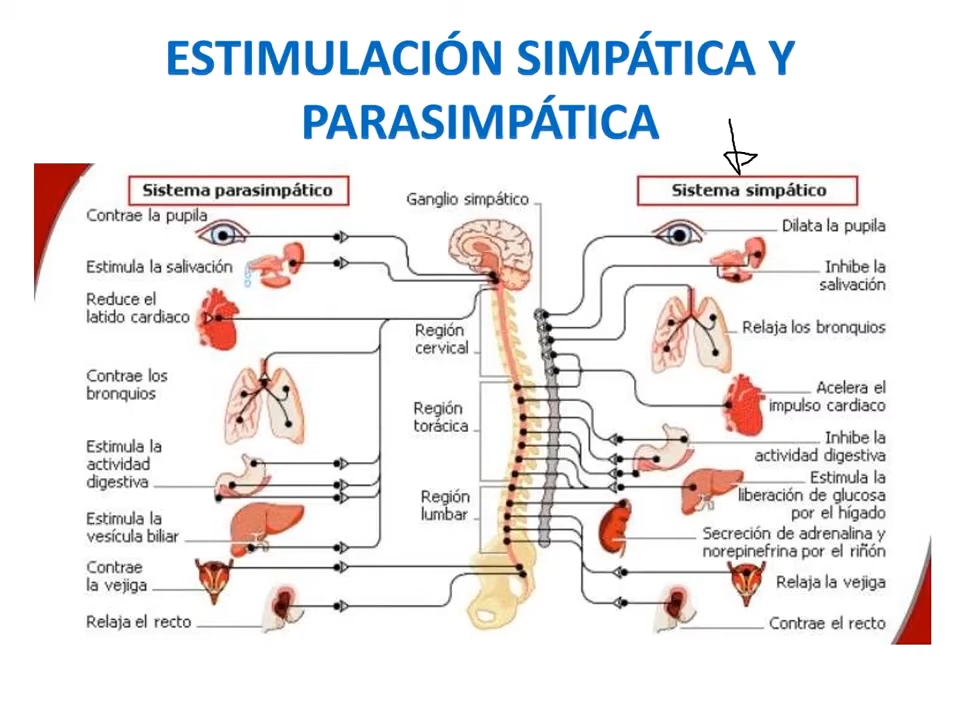 ESTIMULACIÓN SIMPÁTICA Y
PARASIMPÁTICA
Sistema parasimpático
Contrae la pupila
Estimula la salivación
Reduce el
latido cardiaco
Contrae los
bronquios
Estimula la
actividad
digestiva
Estimula la
vesícula biliar
Contrae
la vejiga
Relaja el recto
Ganglio simpático
Región
cervical
Región
torácica
Región
lumbar
Sistema simpático
Dilata la pupila
Inhibe la
salivación
Relaja los bronquios
Acelera el
impulso cardiaco
Inhibe la
actividad digestiva
Estimula la
liberación de glucosa
por el hígado
Secreción de adrenalina y
norepinefrina por el riñón
Relaja la vejiga
Contrae el recto